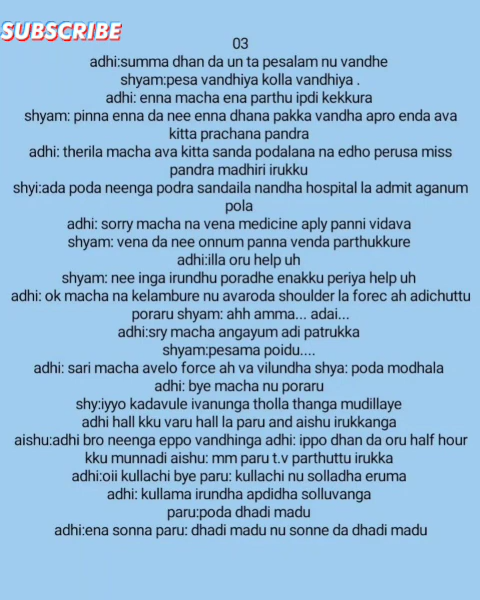 SUBSCRIBE
03
adhi:summa dhan da un ta pesalam nu vandhe
shyam:pesa vandhiya kolla vandhiya .
adhi: enna macha ena parthu ipdi kekkura
shyam: pinna enna da nee enna dhana pakka vandha apro enda ava
kitta prachana pandra
adhi: therila macha ava kitta sanda podalana na edho perusa miss
pandra madhiri irukku
shyi:ada poda neenga podra sandaila nandha hospital la admit aganum
pola
adhi: sorry macha na vena medicine aply panni vidava
shyam: vena da nee onnum panna venda parthukkure
adhi:illa oru help uh
shyam: nee inga irundhu poradhe enakku periya help uh
adhi: ok macha na kelambure nu avaroda shoulder la forec ah adichuttu
poraru shyam: ahh amma... adai...
adhi:sry macha angayum adi patrukka
shyam:pesama poidu....
adhi: sari macha avelo force ah va vilundha shya: poda modhala
adhi: bye macha nu poraru
shy:iyyo kadavule ivanunga tholla thanga mudillaye
adhi hall kku varu hall la paru and aishu irukkanga
aishu:adhi bro neenga eppo vandhinga adhi: ippo dhan da oru half hour
kku munnadi aishu: mm paru t.v parthuttu irukka
adhi:oii kullachi bye paru: kullachi nu solladha eruma
adhi: kullama irundha apdidha solluvanga
paru:poda dhadi madu
adhi:ena sonna paru: dhadi madu nu sonne da dhadi madu